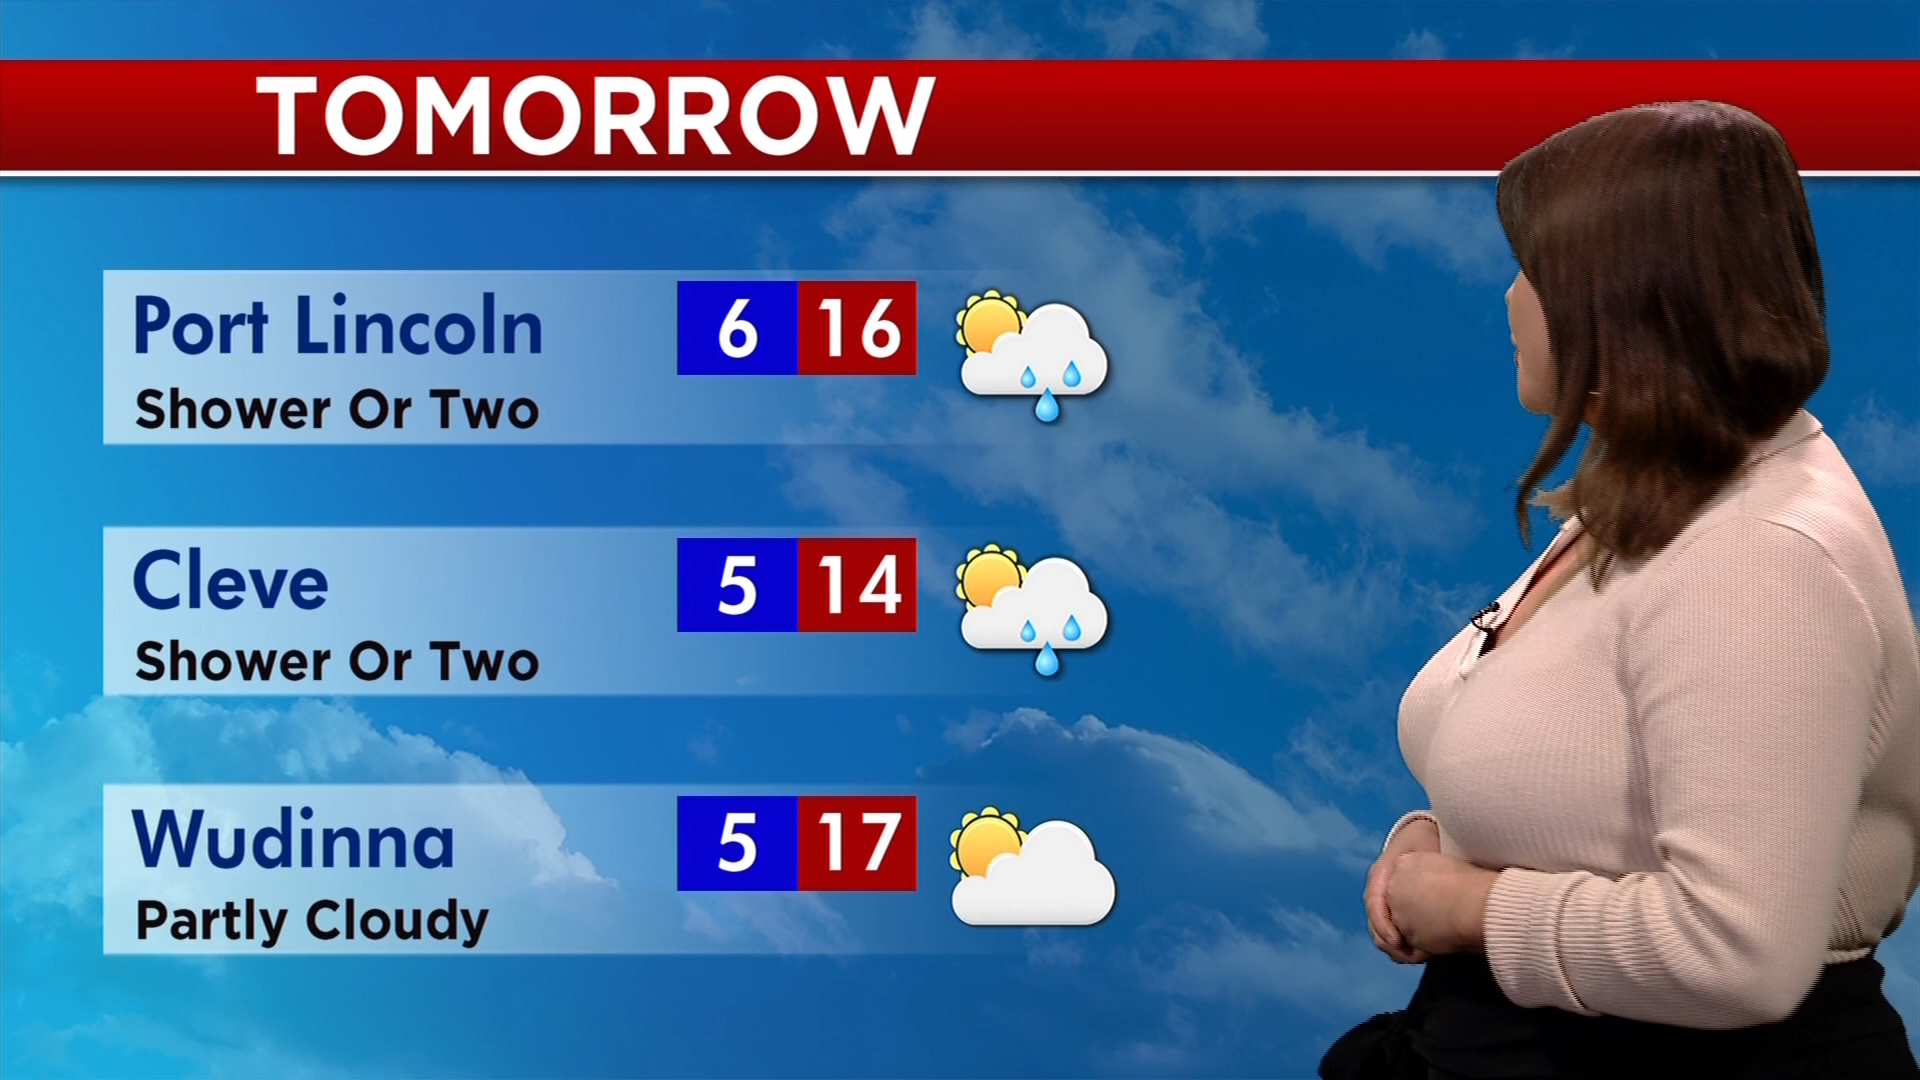 TOMORROW
Port Lincoln 6 16
Shower Or Two
Cleve 5 14
Shower Or Two
Wudinna 5 17
Partly Cloudy